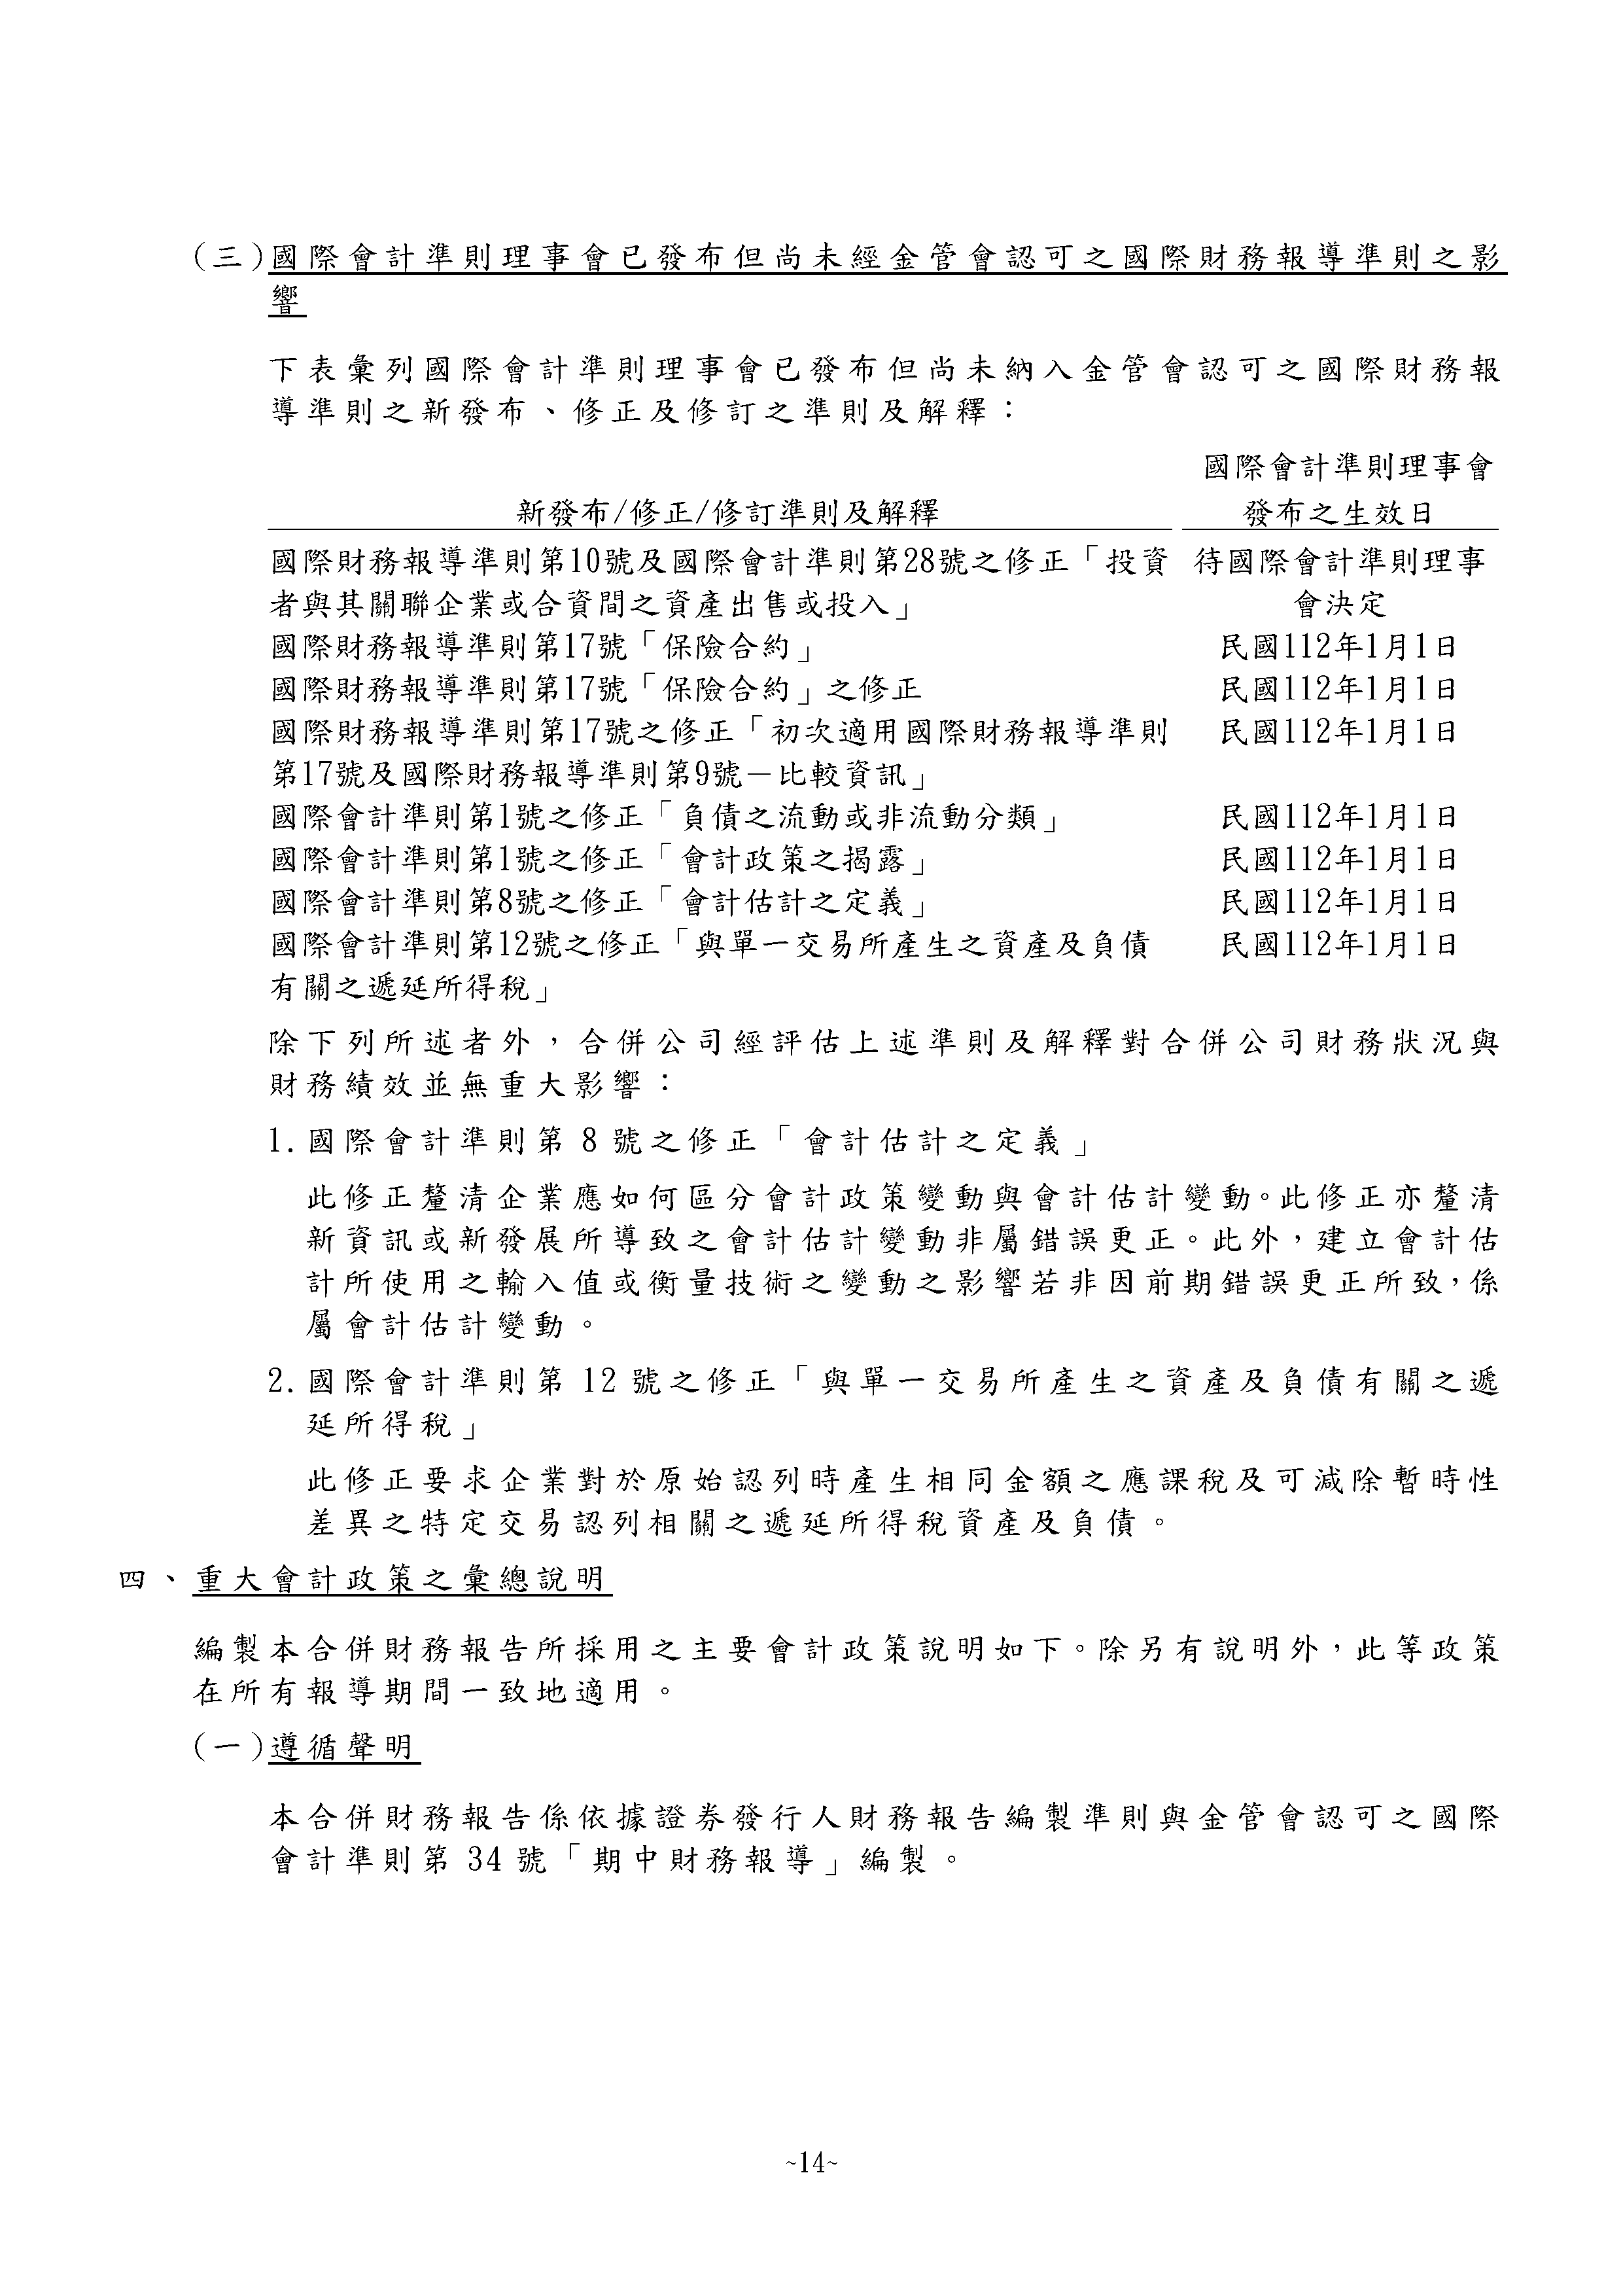 (三)國際會計準則理事會已發布但尚未經金管會認可之國際財務報導準則之影
響
下表彙列國際會計準則理事會已發布但尚未納入金管會認可之國際財務報
導準則之新發布、修正及修訂之準則及解釋：
國際會計準則理事會
新發布/修正/修訂準則及解釋 發布之生效日
國際財務報導準則第10號及國際會計準則第28號之修正「投資 待國際會計準則理事
者與其關聯企業或合資間之資產出售或投入」 會決定
國際財務報導準則第17號「保險合約」 民國112年1月1日
國際財務報導準則第17號「保險合約」之修正 民國112年1月1日
國際財務報導準則第17號之修正「初次適用國際財務報導準則 民國112年1月1日
第17號及國際財務報導準則第9號－比較資訊」
國際會計準則第1號之修正「負債之流動或非流動分類」 民國112年1月1日
國際會計準則第1號之修正「會計政策之揭露」 民國112年1月1日
國際會計準則第8號之修正「會計估計之定義」 民國112年1月1日
國際會計準則第12號之修正「與單一交易所產生之資產及負債 民國112年1月1日
有關之遞延所得稅」
除下列所述者外，合併公司經評估上述準則及解釋對合併公司財務狀況與
財務績效並無重大影響：
1.國際會計準則第 8 號之修正「會計估計之定義」
此修正釐清企業應如何區分會計政策變動與會計估計變動。此修正亦釐清
新資訊或新發展所導致之會計估計變動非屬錯誤更正。此外，建立會計估
計所使用之輸入值或衡量技術之變動之影響若非因前期錯誤更正所致，係
屬會計估計變動。
2.國際會計準則第 12 號之修正「與單一交易所產生之資產及負債有關之遞
延所得稅」
此修正要求企業對於原始認列時產生相同金額之應課稅及可減除暫時性
差異之特定交易認列相關之遞延所得稅資產及負債。
四、重大會計政策之彙總說明
編製本合併財務報告所採用之主要會計政策說明如下。除另有說明外，此等政策
在所有報導期間一致地適用。
(一)遵循聲明
本合併財務報告係依據證券發行人財務報告編製準則與金管會認可之國際
會計準則第 34 號「期中財務報導」編製。
~14~